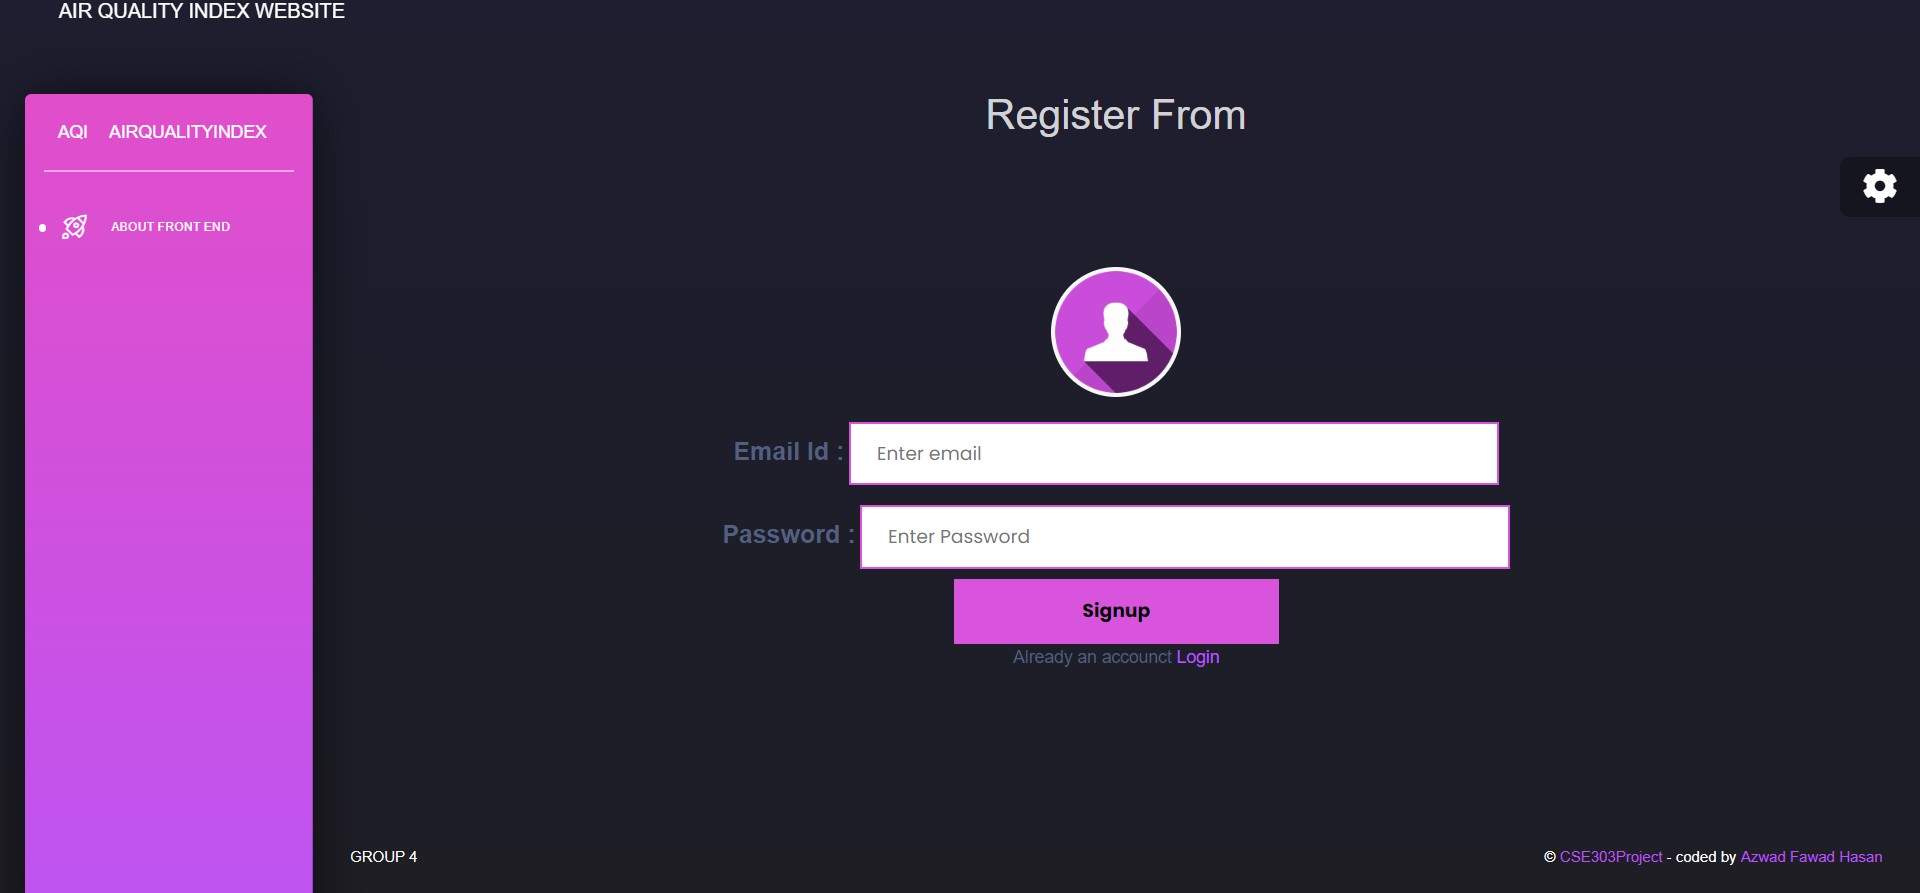 AIR QUALITY INDEX WEBSITE
AQI AIRQUALITYINDEX
ABOUT FRONT END
Register From
Email Id : Enter email
Password : Enter Password
Signup
Already an accounct Login
GROUP 4
© CSE303Project - coded by Azwad Fawad Hasan